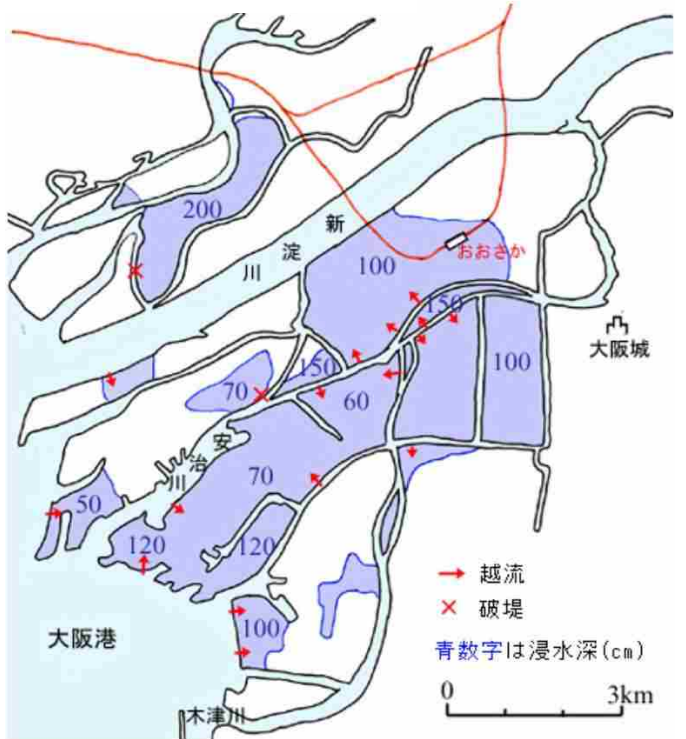 200
新
淀
川
おおさか
100
150
大阪城
150
100
70
60
安
治
川
70
50
120
120
越流
破堤
100
大阪港
青数字は浸水深(cm)
0 3km
木津川